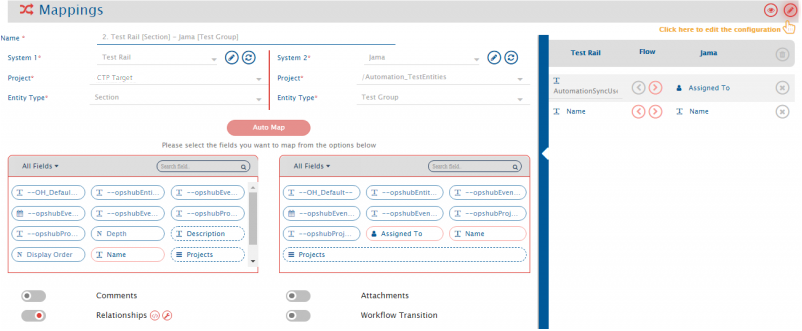 Mappings
Click here to edit the configuration
Name *
2. Test Rail [Section] - Jama [Test Group]
System 1*
Test Rail
System 2*
Jama
Project*
CTP Target
Project*
/Automation_TestEntities
Entity Type*
Section
Entity Type*
Test Group
Auto Map
Please select the fields you want to map from the options below
All Fields
Search field..
All Fields
Search field..
--OH_Defaul...
--opshubEnti...
--opshubEve...
--opshubEve...
--opshubEve...
--opshubPro...
--opshubPro...
N Depth
Description
N Display Order
Name
Projects
--OH_Default--
--opshubEntit...
--opshubEven...
--opshubEven...
--opshubEven...
--opshubProj...
--opshubProj...
Assigned To
Name
Projects
Comments
Attachments
Relationships
Workflow Transition
Test Rail
Flow
Jama
AutomationSyncUse
Assigned To
Name
Name